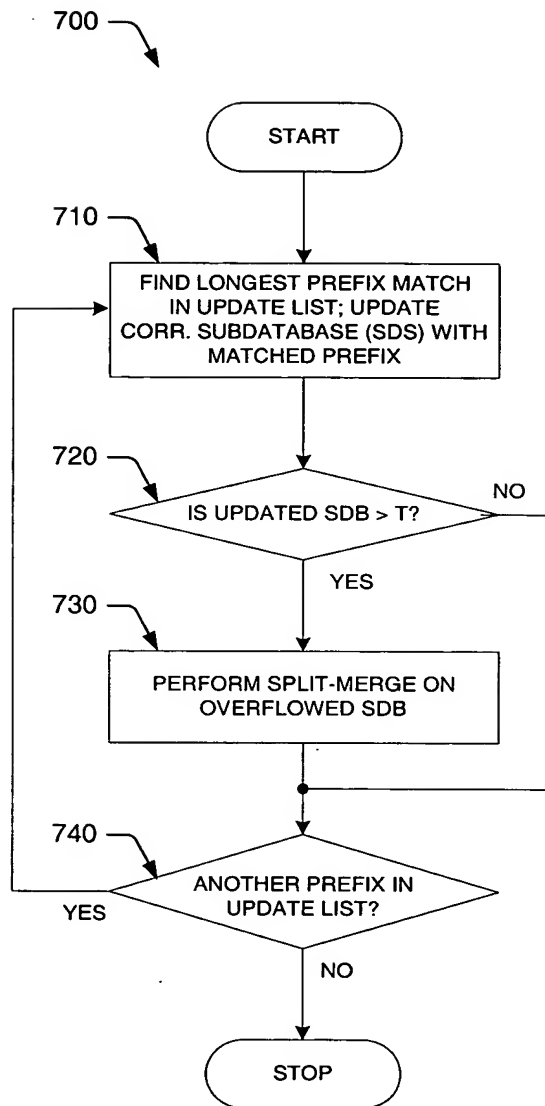 700
START
710
FIND LONGEST PREFIX MATCH
IN UPDATE LIST; UPDATE
CORR. SUBDATABASE (SDS) WITH
MATCHED PREFIX
720
IS UPDATED SDB > T?
NO
YES
730
PERFORM SPLIT-MERGE ON
OVERFLOWED SDB
740
ANOTHER PREFIX IN
UPDATE LIST?
YES
NO
STOP